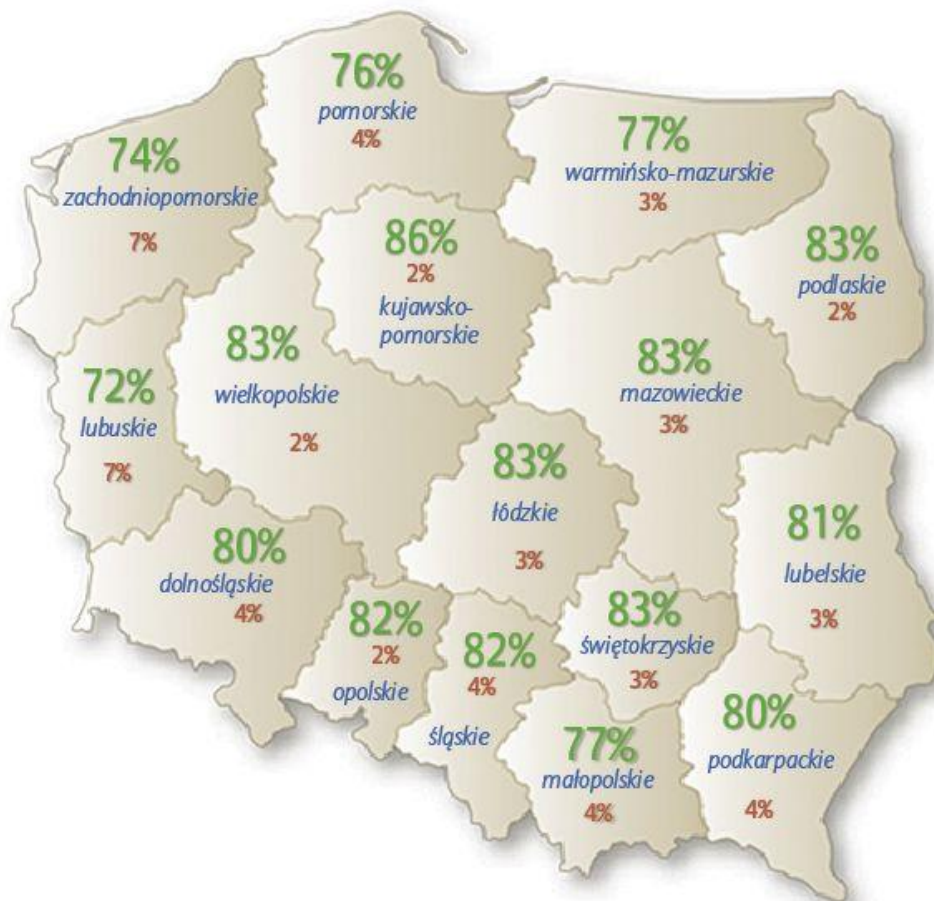 76%
pomorskie
4%
74%
zachodniopomorskie
7%
77%
warmińsko-mazurskie
3%
86%
2%
kujawsko-
pomorskie
83%
podlaskie
2%
83%
wielkopolskie
2%
83%
mazowieckie
3%
72%
lubuskie
7%
83%
łódzkie
3%
80%
dolnośląskie
4%
81%
lubelskie
3%
82%
2%
opolskie
82%
4%
śląskie
83%
świętokrzyskie
3%
77%
małopolskie
4%
80%
podkarpackie
4%